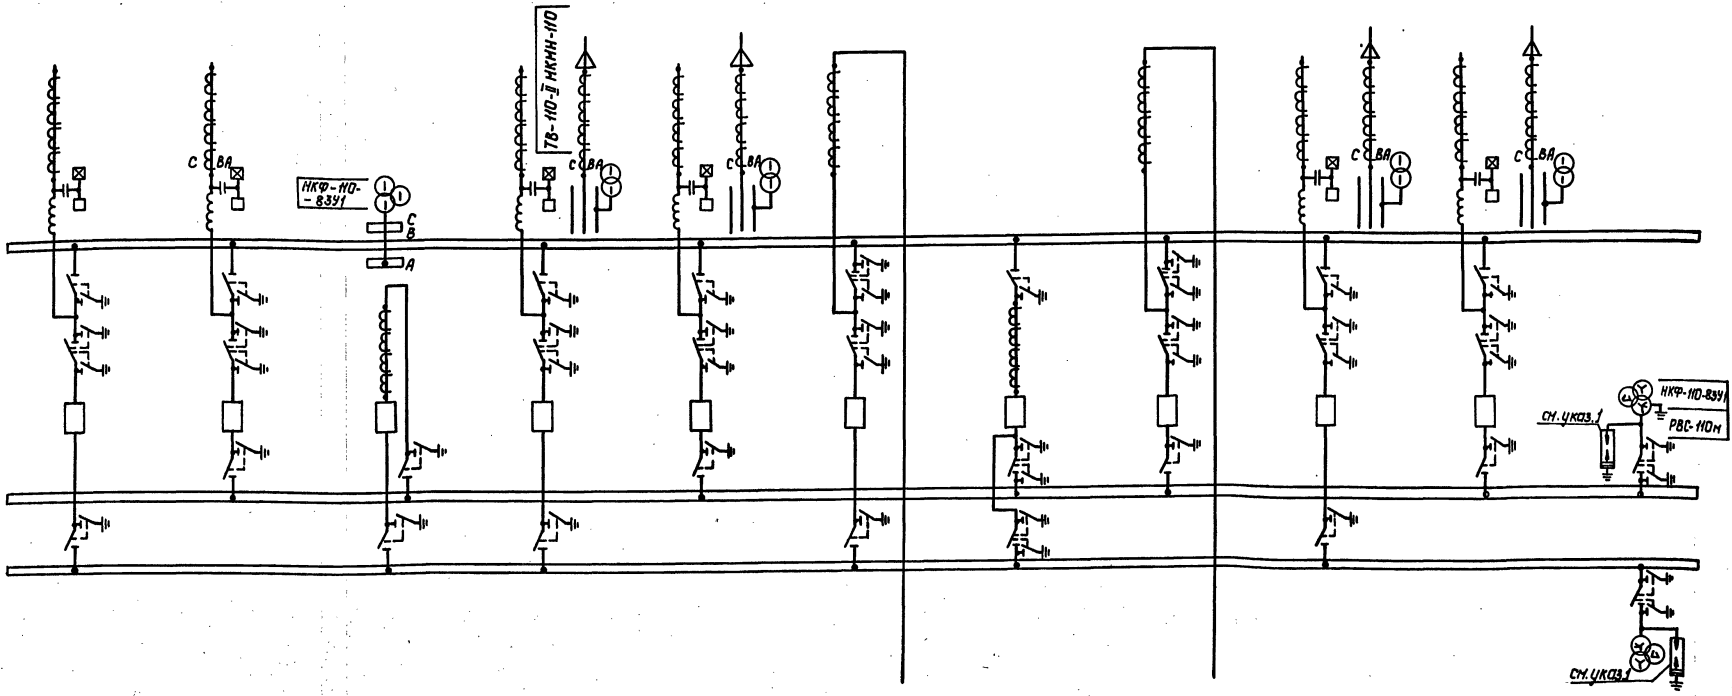 ТВ-110-II НКНН-110
С ВА
НКФ-110-
-83У1
С
В
А
С ВА
С ВА
С ВА
С ВА
НКФ-110-83У1
РВС-110м
см. указ.1
см. указ.1